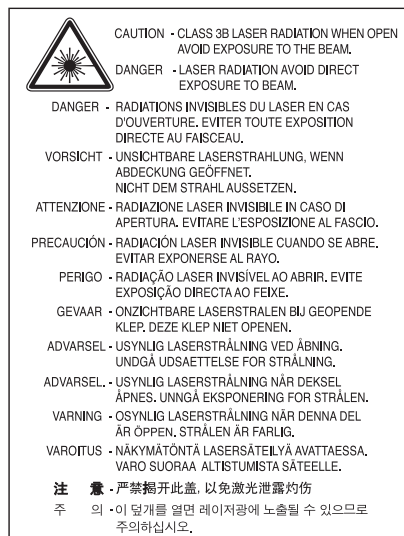 CAUTION - CLASS 3B LASER RADIATION WHEN OPEN
AVOID EXPOSURE TO THE BEAM.
DANGER - LASER RADIATION AVOID DIRECT
EXPOSURE TO BEAM.
DANGER - RADIATIONS INVISIBLES DU LASER EN CAS
D'OUVERTURE. EVITER TOUTE EXPOSITION
DIRECTE AU FAISCEAU.
VORSICHT - UNSICHTBARE LASERSTRAHLUNG, WENN
ABDECKUNG GEÖFFNET.
NICHT DEM STRAHL AUSSETZEN.
ATTENZIONE - RADIAZIONE LASER INVISIBILE IN CASO DI
APERTURA. EVITARE L'ESPOSIZIONE AL FASCIO.
PRECAUCIÓN - RADIACIÓN LASER INVISIBLE CUANDO SE ABRE.
EVITAR EXPONERSE AL RAYO.
PERIGO - RADIAÇÃO LASER INVISÍVEL AO ABRIR. EVITE
EXPOSIÇÃO DIRECTA AO FEIXE.
GEVAAR - ONZICHTBARE LASERSTRALEN BIJ GEOPENDE
KLEP. DEZE KLEP NIET OPENEN.
ADVARSEL - USYNLIG LASERSTRÅLNING VED ÅBNING.
UNDGÅ UDSAETTELSE FOR STRÅLNING.
ADVARSEL. - USYNLIG LASERSTRÅLNING NÅR DEKSEL
ÅPNES. UNNGÅ EKSPONERING FOR STRÅLEN.
VARNING - OSYNLIG LASERSTRÅLNING NÄR DENNA DEL
ÄR ÖPPEN. STRÅLEN ÄR FARLIG.
VAROITUS - NÄKYMÄTÖNTÄ LASERSÄTEILYÄ AVATTAESSA.
VARO SUORAA ALTISTUMISTA SÄTEELLE.
注 意 - 严禁揭开此盖, 以免激光泄露灼伤
주 의 - 이 덮개를 열면 레이저광에 노출될 수 있으므로
주의하십시오.